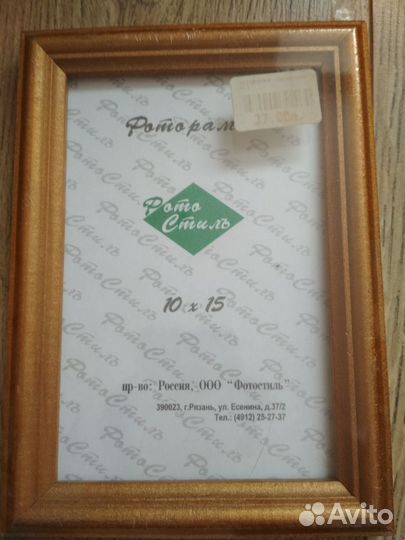 Фоторам
37.00
Фото
Стиль
10 x 15
пр-во: Россия, ООО "Фотостиль"
390023, г.Рязань, ул. Есенина, д.37/2
Тел.: (4912) 25-27-37
Avito